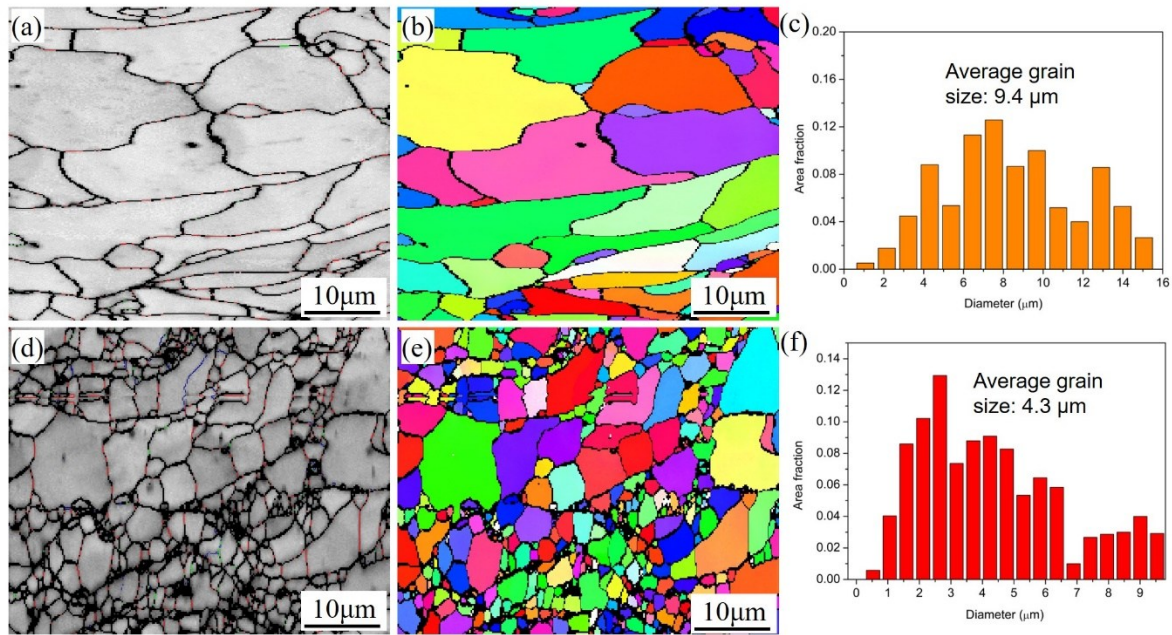 (a)
10μm
(b)
10μm
(c)
Average grain
size: 9.4 μm
Area fraction
0.20
0.16
0.12
0.08
0.04
0.00
0 2 4 6 8 10 12 14 16
Diameter (μm)
(d)
10μm
(e)
10μm
(f)
Average grain
size: 4.3 μm
Area fraction
0.14
0.12
0.10
0.08
0.06
0.04
0.02
0.00
0 1 2 3 4 5 6 7 8 9
Diameter (μm)